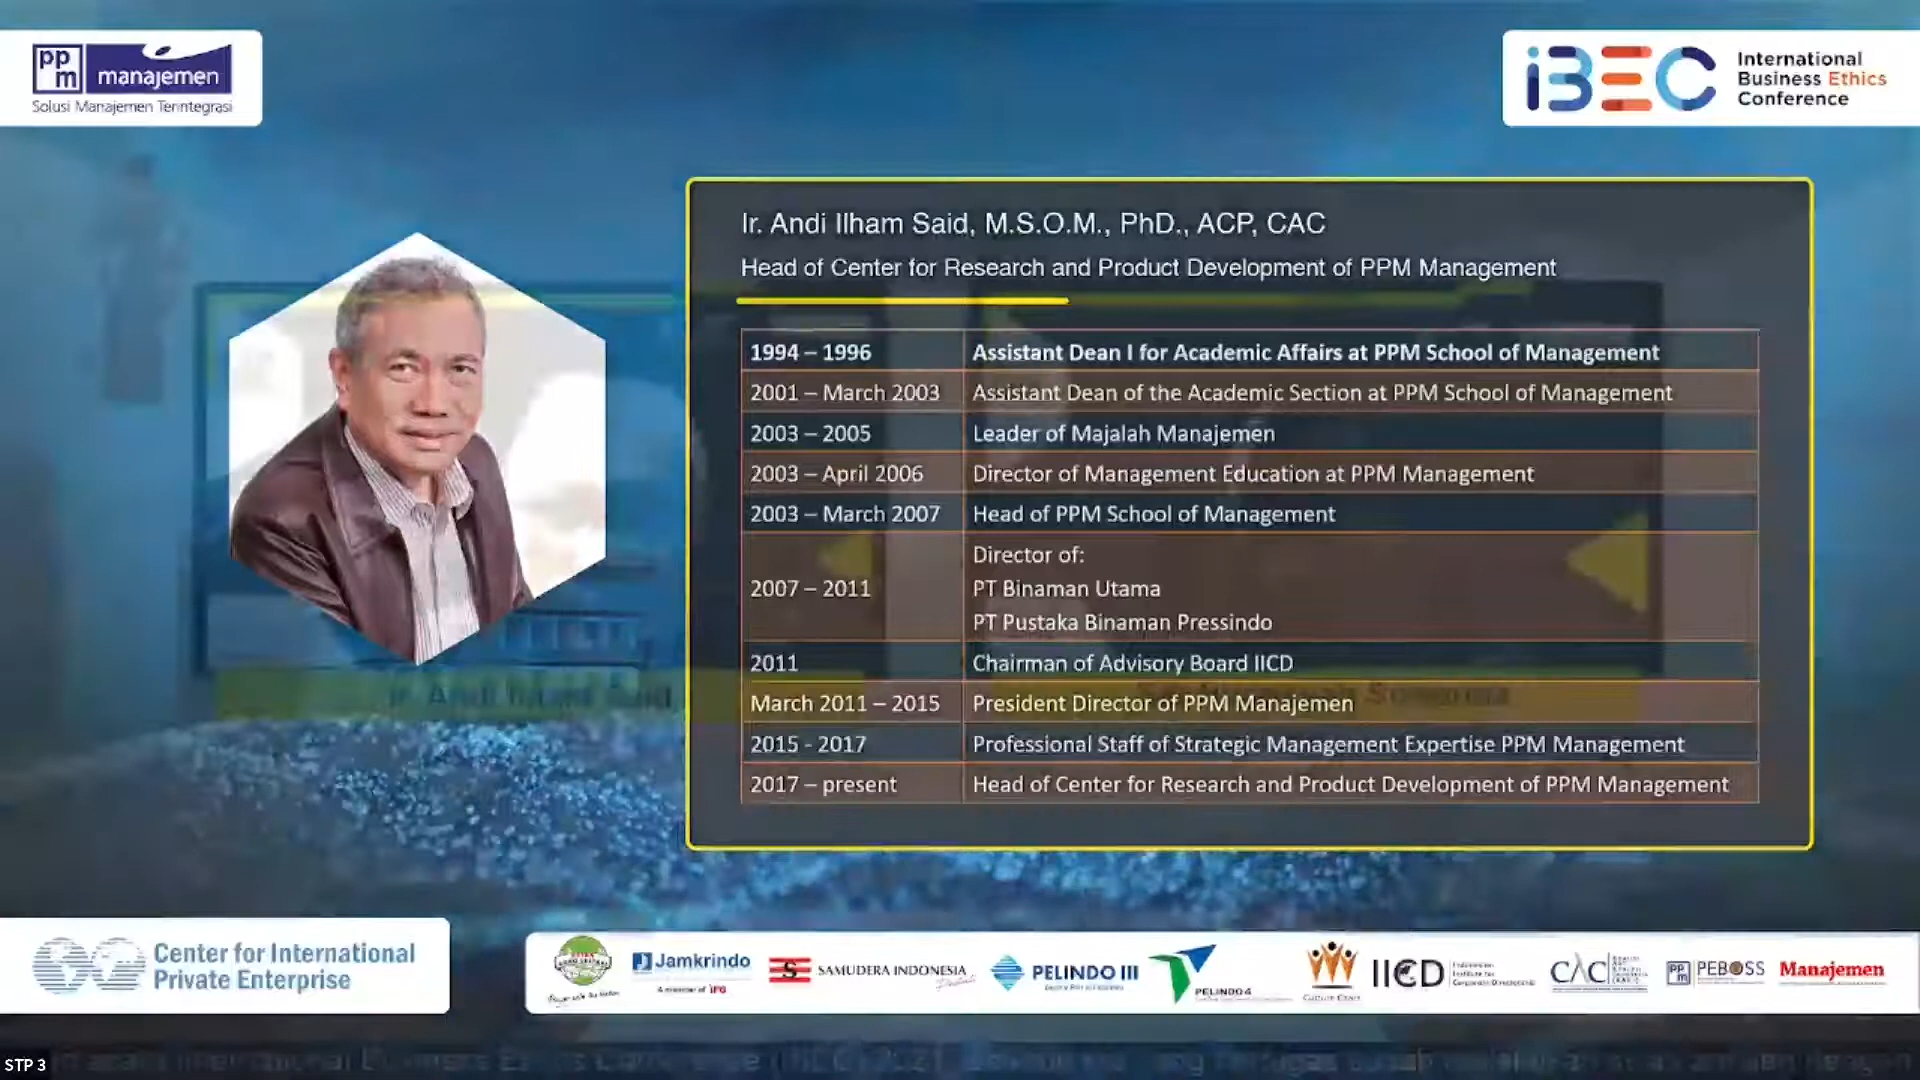 ppm manajemen
Solusi Manajemen Terintegrasi
iBEC
International
Business Ethics
Conference
Ir. Andi Ilham Said, M.S.O.M., PhD., ACP, CAC
Head of Center for Research and Product Development of PPM Management
1994 – 1996 Assistant Dean I for Academic Affairs at PPM School of Management
2001 – March 2003 Assistant Dean of the Academic Section at PPM School of Management
2003 – 2005 Leader of Majalah Manajemen
2003 – April 2006 Director of Management Education at PPM Management
2003 – March 2007 Head of PPM School of Management
2007 – 2011 Director of:
PT Binaman Utama
PT Pustaka Binaman Pressindo
2011 Chairman of Advisory Board IICD
March 2011 – 2015 President Director of PPM Manajemen
2015 - 2017 Professional Staff of Strategic Management Expertise PPM Management
2017 – present Head of Center for Research and Product Development of PPM Management
Center for International
Private Enterprise
Jamkrindo
A member of IFG
SAMUDERA INDONESIA
PELINDO III
PELINDO 4
IICD
CAC
ppm PEBOSS
Manajemen
STP 3